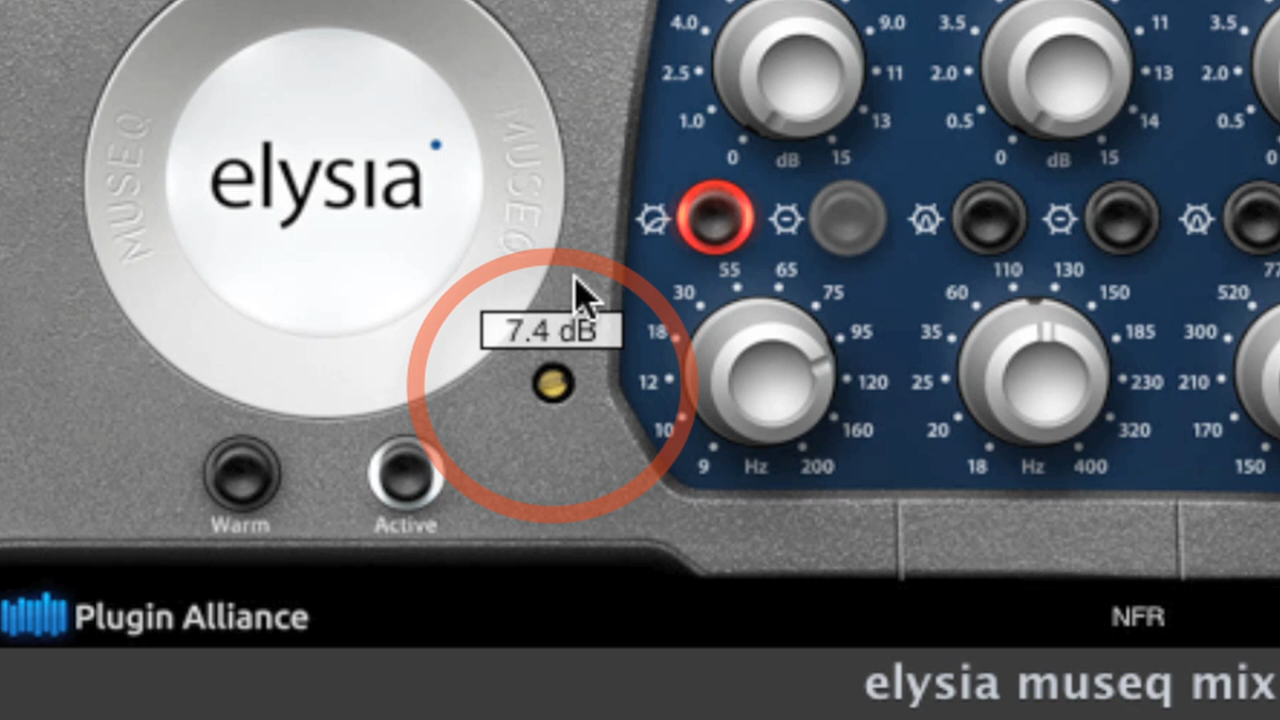 4.0 9.0 3.5 11 3.5
2.5 11 2.0 13 2.0
1.0 13 0.5 14 0.5
0 dB 15 0 dB 15 0
MUSEQ MUSEQ
elysia
55 65 110 130
30 75 60 150 520
7.4 dB
18 95 35 185 300
12 120 25 230 210
10 160 20 320 170
9 Hz 200 18 Hz 400 150
Warm Active
Plugin Alliance NFR
elysia museq mix